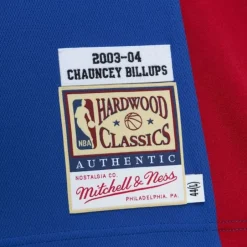 2003-04
CHAUNCEY BILLUPS
NBA
HARDWOOD
CLASSICS
AUTHENTIC
NOSTALGIA CO.
Mitchell & Ness
PHILADELPHIA, PA.